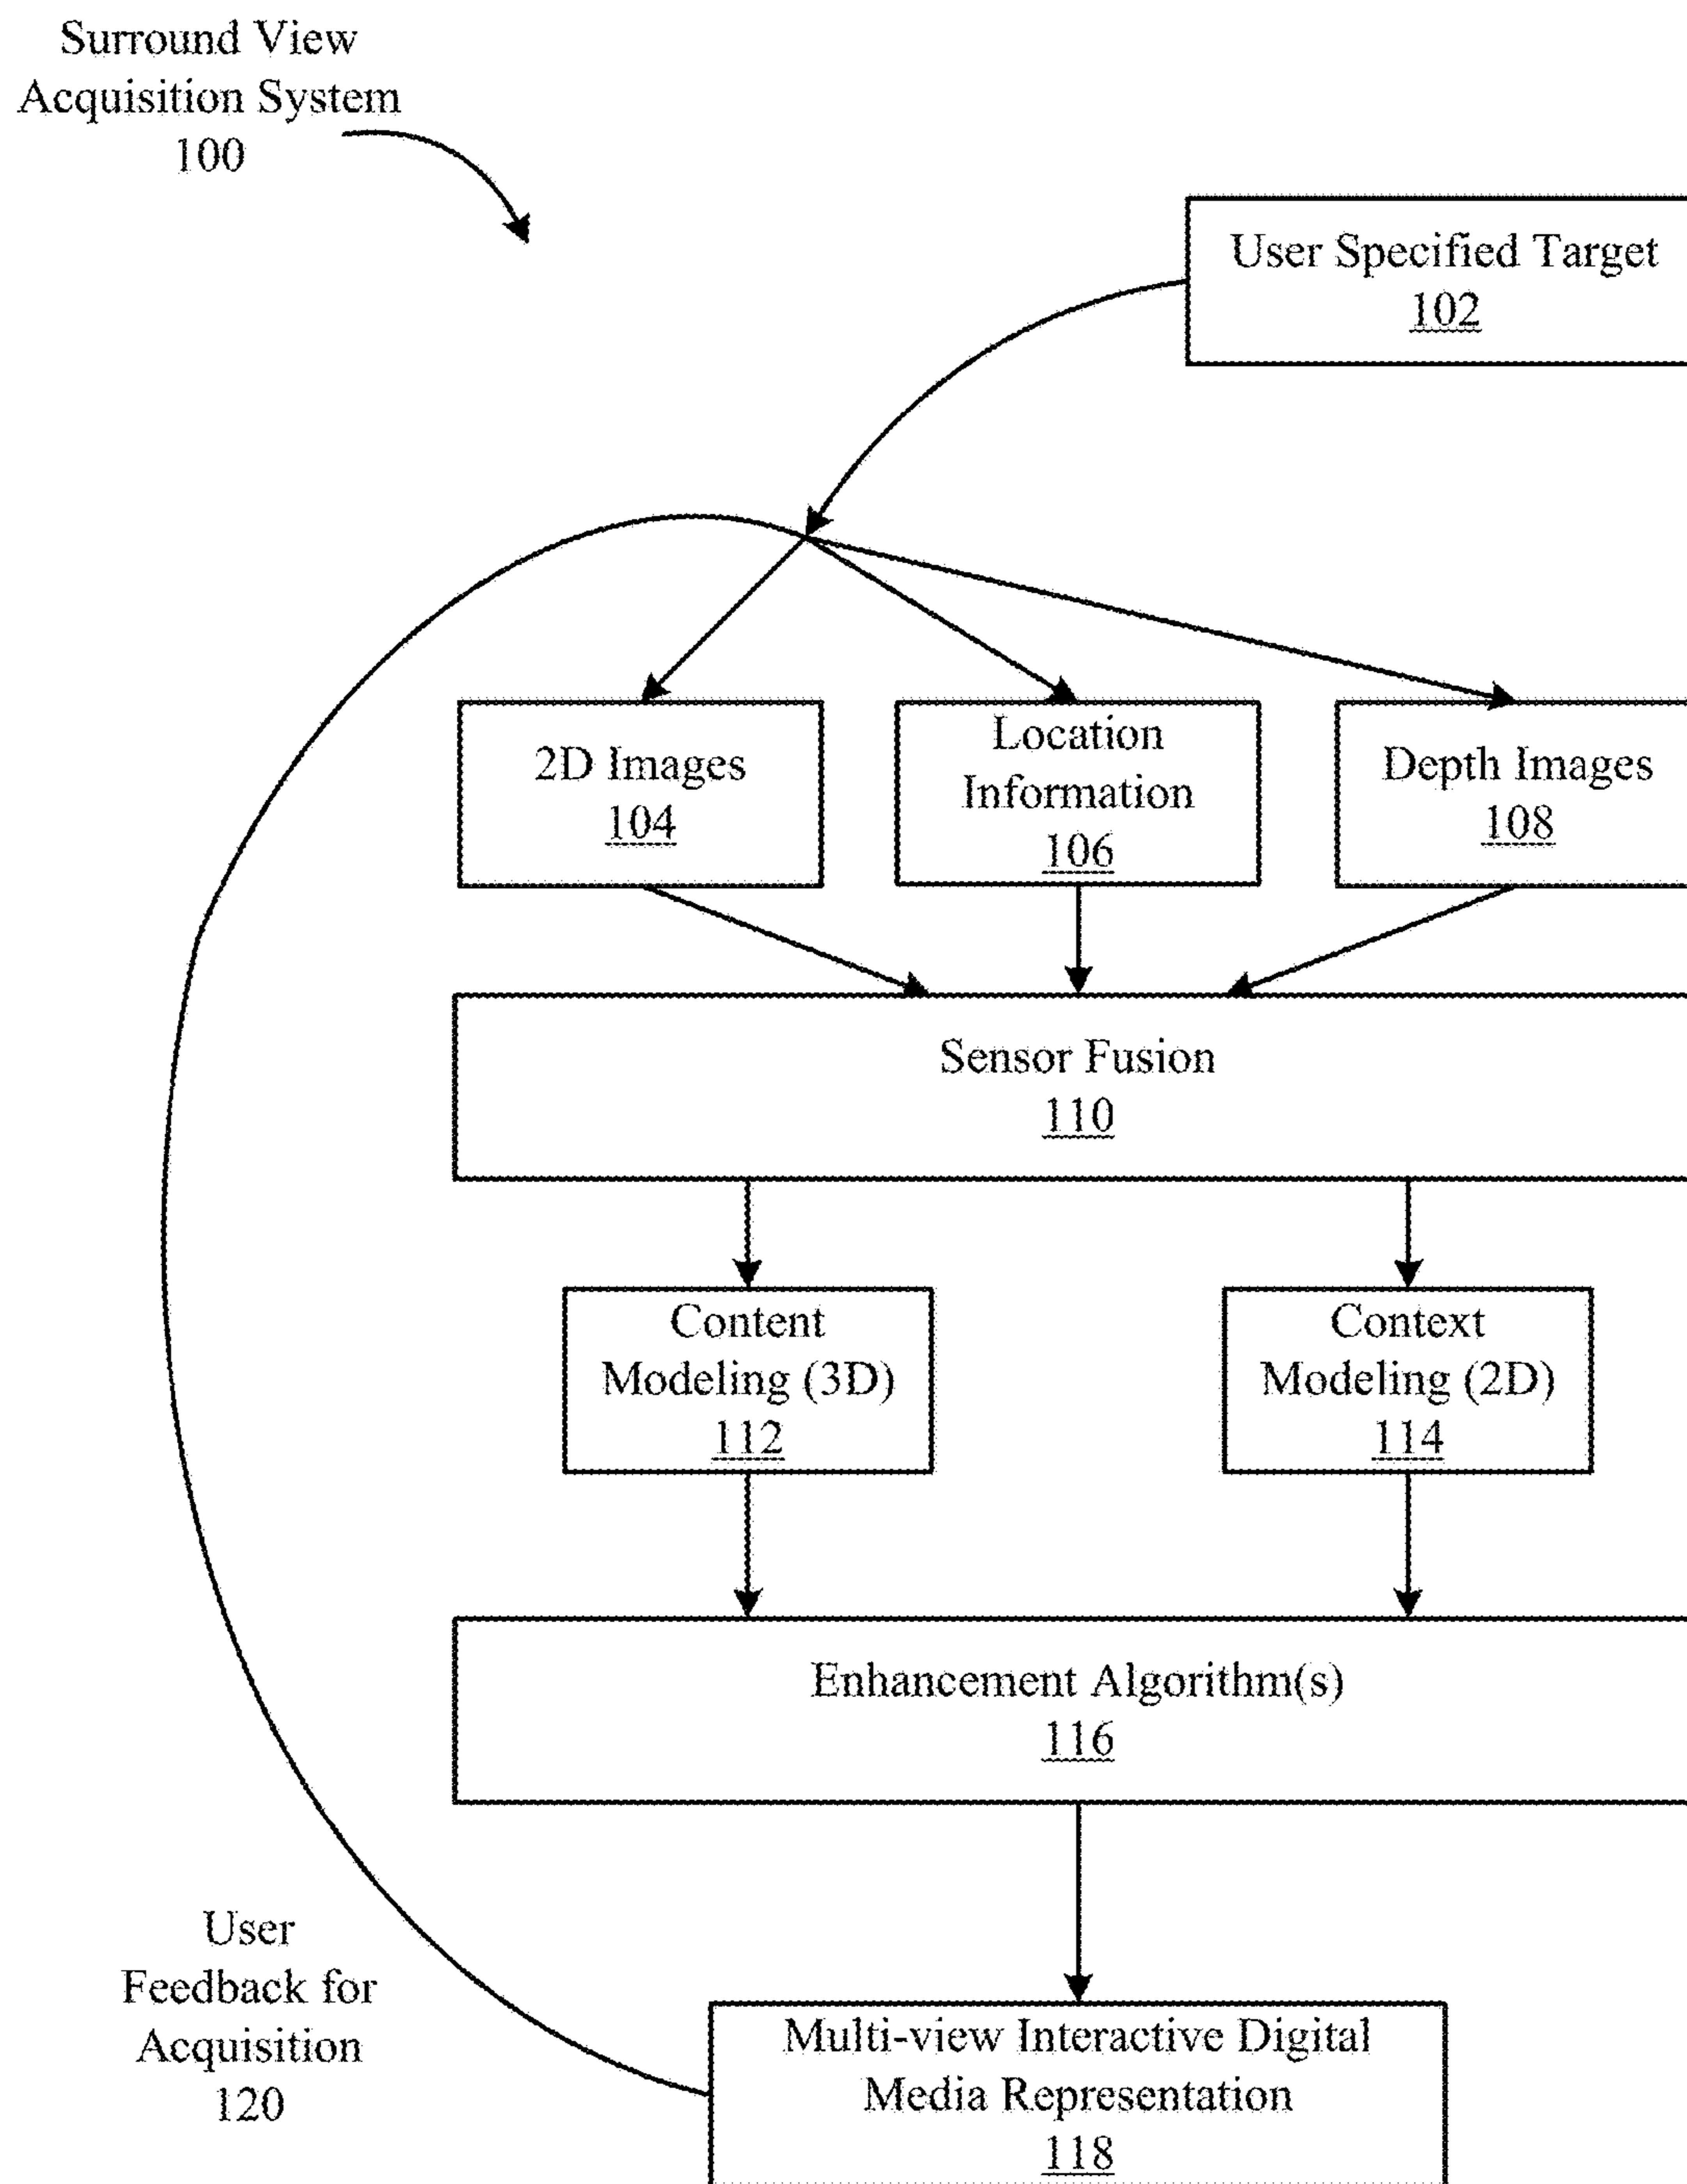 Surround View
Acquisition System
100
User Specified Target
102
2D Images
104
Location
Information
106
Depth Images
108
Sensor Fusion
110
Content
Modeling (3D)
112
Context
Modeling (2D)
114
Enhancement Algorithm(s)
116
User
Feedback for
Acquisition
120
Multi-view Interactive Digital
Media Representation
118